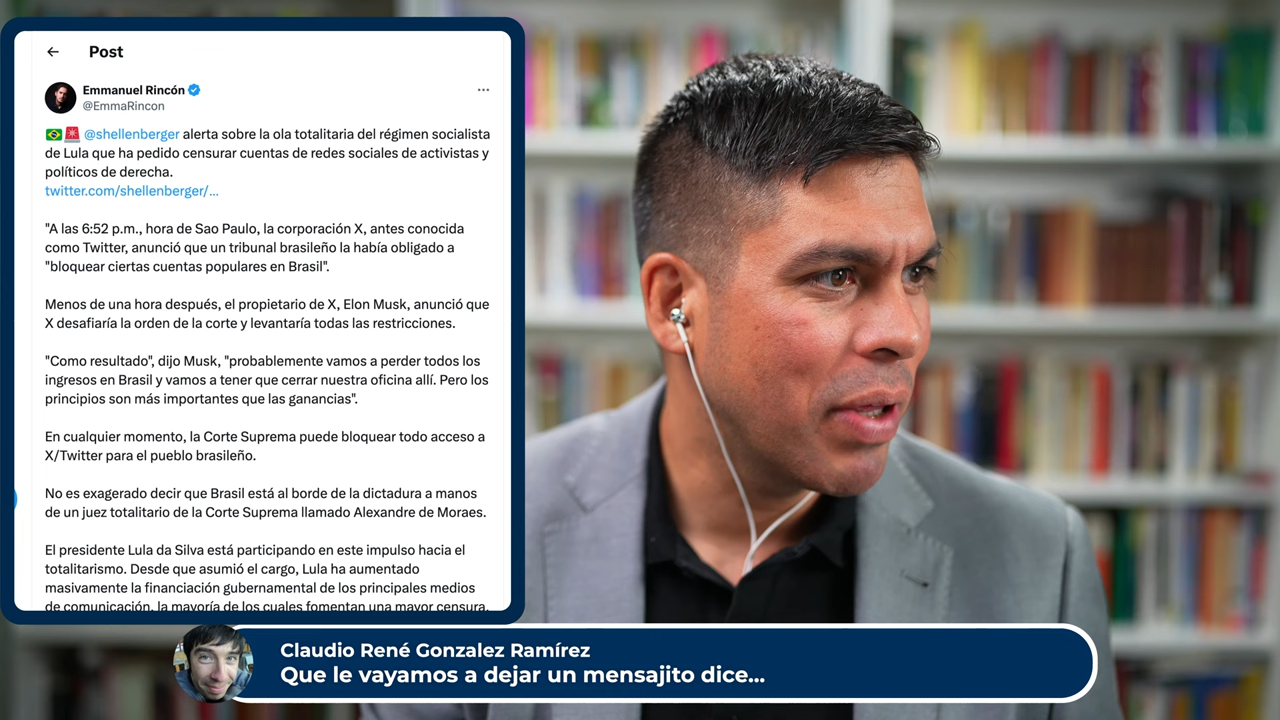 Post
Emmanuel Rincón
@EmmaRincon
🇧🇷🚨 @shellenberger alerta sobre la ola totalitaria del régimen socialista
de Lula que ha pedido censurar cuentas de redes sociales de activistas y
políticos de derecha.
twitter.com/shellenberger/...
"A las 6:52 p.m., hora de Sao Paulo, la corporación X, antes conocida
como Twitter, anunció que un tribunal brasileño la había obligado a
"bloquear ciertas cuentas populares en Brasil".
Menos de una hora después, el propietario de X, Elon Musk, anunció que
X desafiaría la orden de la corte y levantaría todas las restricciones.
"Como resultado", dijo Musk, "probablemente vamos a perder todos los
ingresos en Brasil y vamos a tener que cerrar nuestra oficina allí. Pero los
principios son más importantes que las ganancias".
En cualquier momento, la Corte Suprema puede bloquear todo acceso a
X/Twitter para el pueblo brasileño.
No es exagerado decir que Brasil está al borde de la dictadura a manos
de un juez totalitario de la Corte Suprema llamado Alexandre de Moraes.
El presidente Lula da Silva está participando en este impulso hacia el
totalitarismo. Desde que asumió el cargo, Lula ha aumentado
masivamente la financiación gubernamental de los principales medios
de comunicación, la mayoría de los cuales fomentan una mayor censura.
Claudio René Gonzalez Ramírez
Que le vayamos a dejar un mensajito dice...